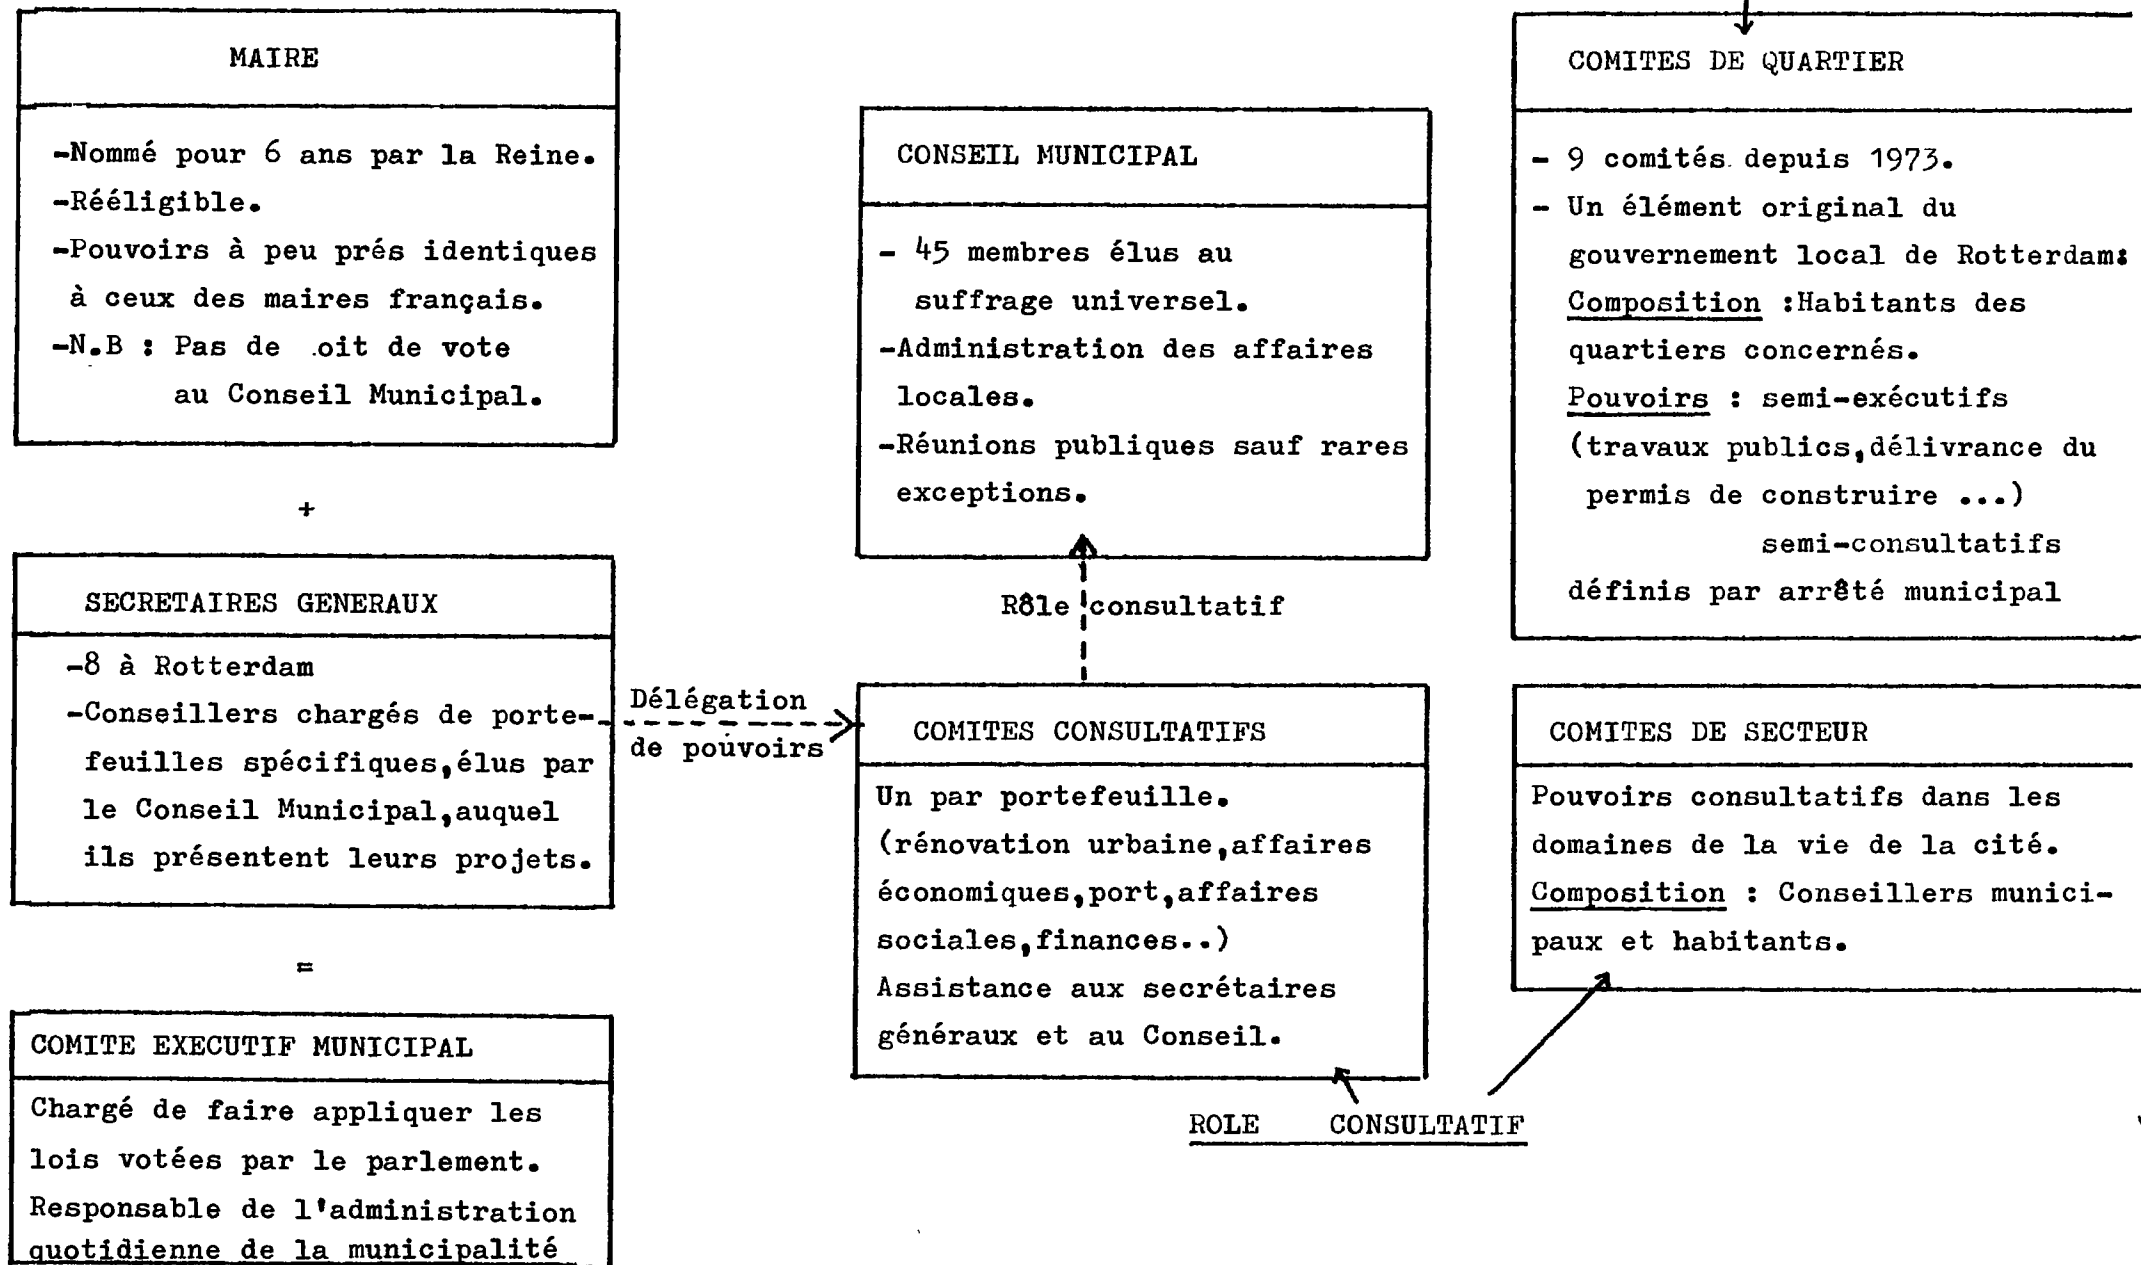 MAIRE
-Nommé pour 6 ans par la Reine.
-Rééligible.
-Pouvoirs à peu prés identiques
à ceux des maires français.
-N.B : Pas de .oit de vote
au Conseil Municipal.
+
SECRETAIRES GENERAUX
-8 à Rotterdam
-Conseillers chargés de porte-
feuilles spécifiques,élus par
le Conseil Municipal,auquel
ils présentent leurs projets.
=
COMITE EXECUTIF MUNICIPAL
Chargé de faire appliquer les
lois votées par le parlement.
Responsable de l'administration
quotidienne de la municipalité
Délégation
de pouvoirs
CONSEIL MUNICIPAL
- 45 membres élus au
suffrage universel.
-Administration des affaires
locales.
-Réunions publiques sauf rares
exceptions.
Rôle consultatif
COMITES CONSULTATIFS
Un par portefeuille.
(rénovation urbaine,affaires
économiques,port,affaires
sociales,finances..)
Assistance aux secrétaires
généraux et au Conseil.
ROLE CONSULTATIF
COMITES DE QUARTIER
- 9 comités depuis 1973.
- Un élément original du
gouvernement local de Rotterdam:
Composition :Habitants des
quartiers concernés.
Pouvoirs : semi-exécutifs
(travaux publics,délivrance du
permis de construire ...)
semi-consultatifs
définis par arrêté municipal
COMITES DE SECTEUR
Pouvoirs consultatifs dans les
domaines de la vie de la cité.
Composition : Conseillers munici-
paux et habitants.